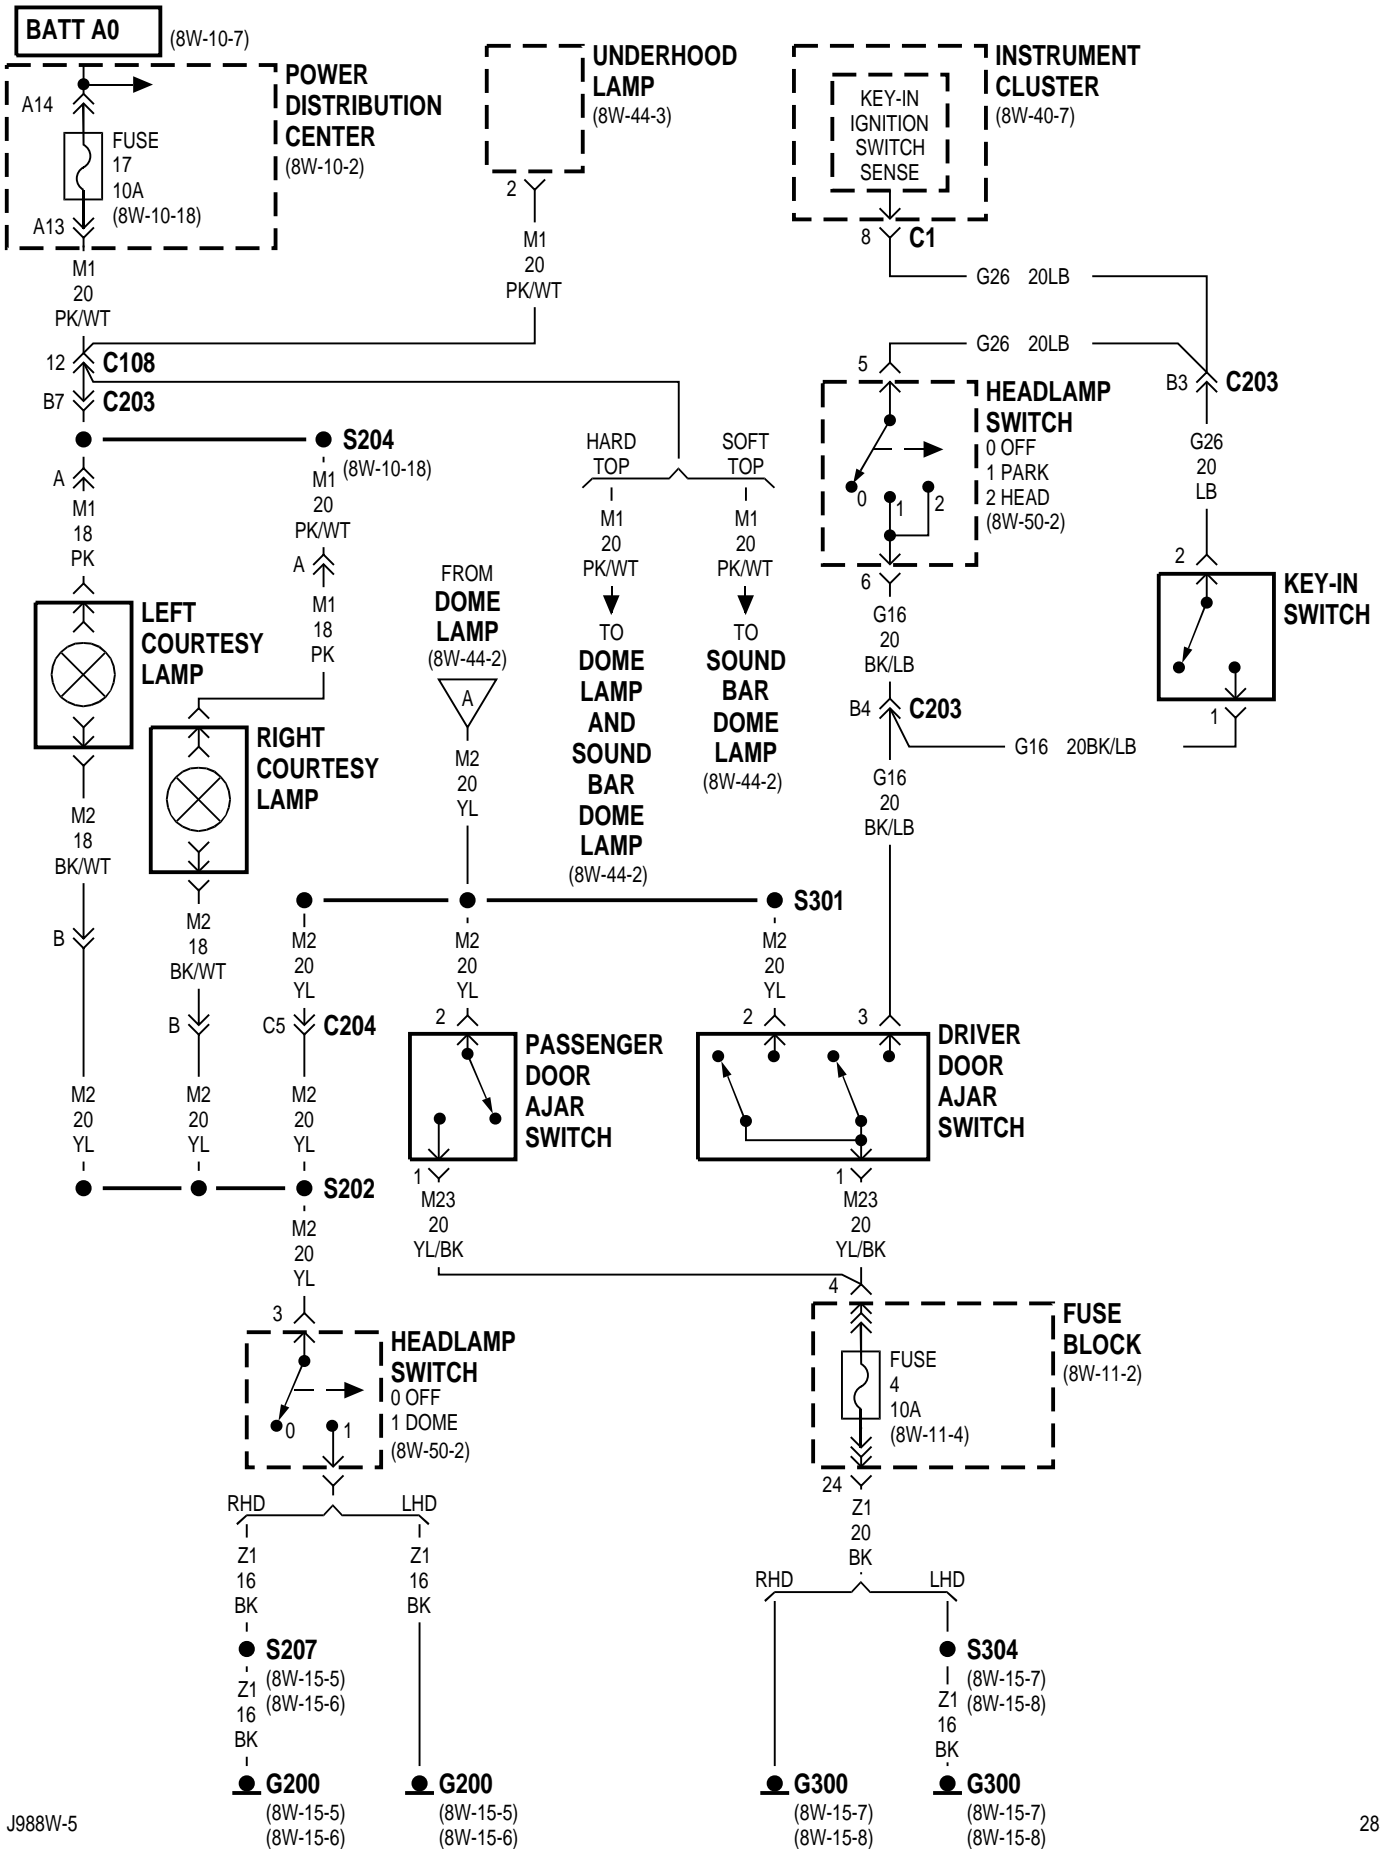 BATT A0
(8W-10-7)
A14
FUSE
17
10A
(8W-10-18)
A13
POWER
DISTRIBUTION
CENTER
(8W-10-2)
M1
20
PK/WT
UNDERHOOD
LAMP
(8W-44-3)
2
M1
20
PK/WT
INSTRUMENT
CLUSTER
(8W-40-7)
KEY-IN
IGNITION
SWITCH
SENSE
8
C1
G26 20LB
G26 20LB
12
C108
B7
C203
S204
(8W-10-18)
A
M1
18
PK
M1
20
PK/WT
A
M1
18
PK
LEFT
COURTESY
LAMP
RIGHT
COURTESY
LAMP
M2
18
BK/WT
B
M2
20
YL
M2
18
BK/WT
B
M2
20
YL
HARD
TOP
SOFT
TOP
M1
20
PK/WT
TO
DOME
LAMP
AND
SOUND
BAR
DOME
LAMP
(8W-44-2)
M1
20
PK/WT
TO
SOUND
BAR
DOME
LAMP
(8W-44-2)
FROM
DOME
LAMP
(8W-44-2)
A
M2
20
YL
5
HEADLAMP
SWITCH
0 OFF
1 PARK
2 HEAD
(8W-50-2)
0
1
2
6
G16
20
BK/LB
B4
C203
G16 20BK/LB
G16
20
BK/LB
B3
C203
G26
20
LB
2
KEY-IN
SWITCH
1
S301
M2
20
YL
C5
C204
M2
20
YL
M2
20
YL
2
M2
20
YL
2
3
PASSENGER
DOOR
AJAR
SWITCH
1
M23
20
YL/BK
DRIVER
DOOR
AJAR
SWITCH
1
M23
20
YL/BK
S202
M2
20
YL
3
HEADLAMP
SWITCH
0 OFF
1 DOME
(8W-50-2)
0
1
4
FUSE
BLOCK
(8W-11-2)
FUSE
4
10A
(8W-11-4)
24
Z1
20
BK
RHD
LHD
Z1
16
BK
S207
(8W-15-5)
(8W-15-6)
Z1
16
BK
G200
(8W-15-5)
(8W-15-6)
Z1
16
BK
G200
(8W-15-5)
(8W-15-6)
RHD
LHD
G300
(8W-15-7)
(8W-15-8)
S304
(8W-15-7)
(8W-15-8)
Z1
16
BK
G300
(8W-15-7)
(8W-15-8)
J988W-5
28